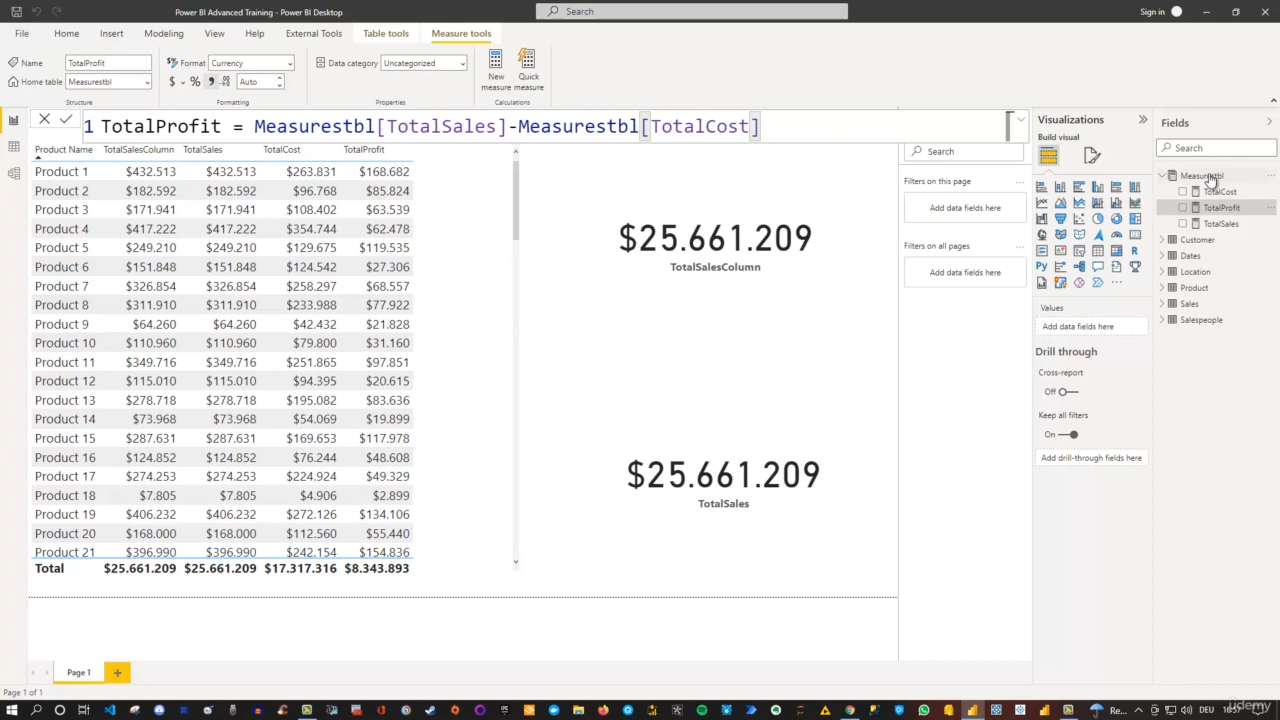 Power BI Advanced Training - Power BI Desktop
Search
Sign in
File Home Insert Modeling View Help External Tools Table tools Measure tools
Name TotalProfit
Format Currency
Data category Uncategorized
New measure
Quick measure
Home table Measurestbl
$ % Auto
Structure
Formatting
Properties
Calculations
1 TotalProfit = Measurestbl[TotalSales]-Measurestbl[TotalCost]
Product Name TotalSalesColumn TotalSales TotalCost TotalProfit
Product 1 $432.513 $432.513 $263.831 $168.682
Product 2 $182.592 $182.592 $96.768 $85.824
Product 3 $171.941 $171.941 $108.402 $63.539
Product 4 $417.222 $417.222 $354.744 $62.478
Product 5 $249.210 $249.210 $129.675 $119.535
Product 6 $151.848 $151.848 $124.542 $27.306
Product 7 $326.854 $326.854 $258.297 $68.557
Product 8 $311.910 $311.910 $233.988 $77.922
Product 9 $64.260 $64.260 $42.432 $21.828
Product 10 $110.960 $110.960 $79.800 $31.160
Product 11 $349.716 $349.716 $251.865 $97.851
Product 12 $115.010 $115.010 $94.395 $20.615
Product 13 $278.718 $278.718 $195.082 $83.636
Product 14 $73.968 $73.968 $54.069 $19.899
Product 15 $287.631 $287.631 $169.653 $117.978
Product 16 $124.852 $124.852 $76.244 $48.608
Product 17 $274.253 $274.253 $224.924 $49.329
Product 18 $7.805 $7.805 $4.906 $2.899
Product 19 $406.232 $406.232 $272.126 $134.106
Product 20 $168.000 $168.000 $112.560 $55.440
Product 21 $396.990 $396.990 $242.154 $154.836
Total $25.661.209 $25.661.209 $17.317.316 $8.343.893
$25.661.209
TotalSalesColumn
$25.661.209
TotalSales
Search
Filters on this page
Add data fields here
Filters on all pages
Add data fields here
Visualizations
Build visual
R
Py
Values
Add data fields here
Drill through
Cross-report
Off
Keep all filters
On
Add drill-through fields here
Fields
Search
Measurestbl
TotalCost
TotalProfit
TotalSales
Customer
Dates
Location
Product
Sales
Salespeople
Page 1
Page 1 of 1
Re...
DEU
ûdemy